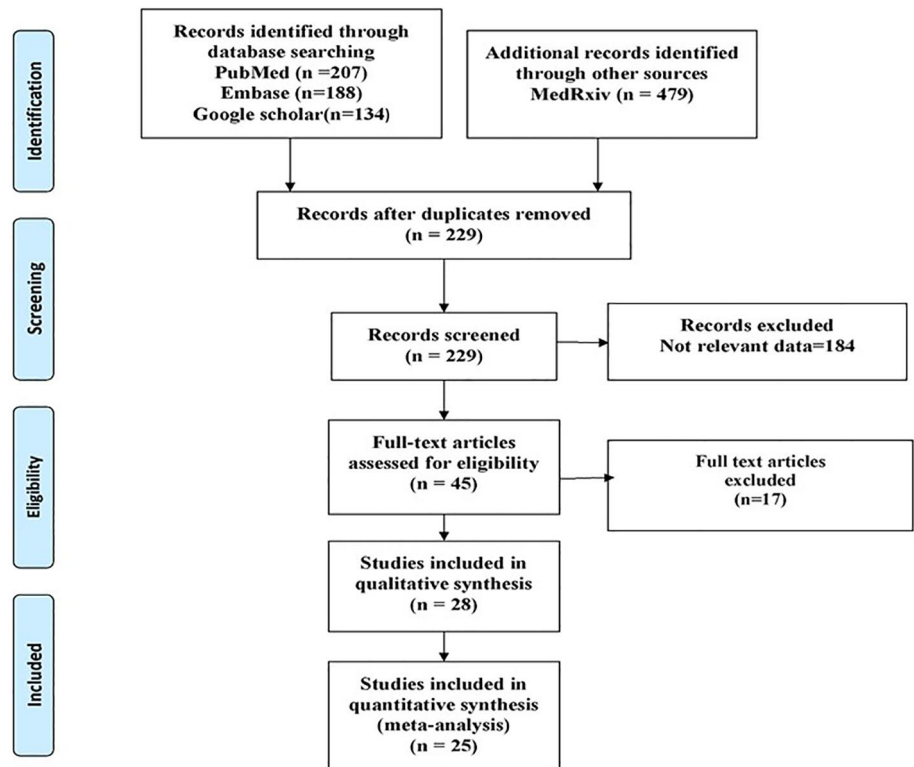 Identification
Records identified through
database searching
PubMed (n =207)
Embase (n=188)
Google scholar(n=134)
Additional records identified
through other sources
MedRxiv (n = 479)
Records after duplicates removed
(n = 229)
Screening
Records screened
(n = 229)
Records excluded
Not relevant data=184
Eligibility
Full-text articles
assessed for eligibility
(n = 45)
Full text articles
excluded
(n=17)
Studies included in
qualitative synthesis
(n = 28)
Included
Studies included in
quantitative synthesis
(meta-analysis)
(n = 25)